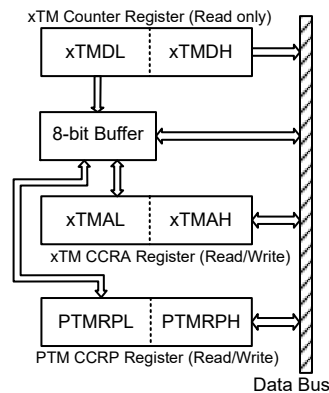 xTM Counter Register (Read only)
xTMDL xTMDH
8-bit Buffer
xTMAL xTMAH
xTM CCRA Register (Read/Write)
PTMRPL PTMRPH
PTM CCRP Register (Read/Write)
Data Bus